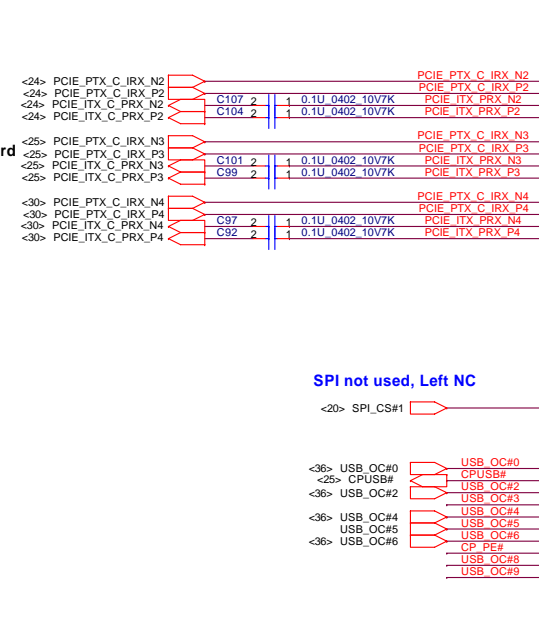 <24> PCIE_PTX_C_IRX_N2 PCIE_PTX_C_IRX_N2
<24> PCIE_PTX_C_IRX_P2 PCIE_PTX_C_IRX_P2
<24> PCIE_ITX_C_PRX_N2 C107 2 1 0.1U_0402_10V7K PCIE_ITX_PRX_N2
<24> PCIE_ITX_C_PRX_P2 C104 2 1 0.1U_0402_10V7K PCIE_ITX_PRX_P2
<25> PCIE_PTX_C_IRX_N3 PCIE_PTX_C_IRX_N3
rd <25> PCIE_PTX_C_IRX_P3 PCIE_PTX_C_IRX_P3
<25> PCIE_ITX_C_PRX_N3 C101 2 1 0.1U_0402_10V7K PCIE_ITX_PRX_N3
<25> PCIE_ITX_C_PRX_P3 C99 2 1 0.1U_0402_10V7K PCIE_ITX_PRX_P3
<30> PCIE_PTX_C_IRX_N4 PCIE_PTX_C_IRX_N4
<30> PCIE_PTX_C_IRX_P4 PCIE_PTX_C_IRX_P4
<30> PCIE_ITX_C_PRX_N4 C97 2 1 0.1U_0402_10V7K PCIE_ITX_PRX_N4
<30> PCIE_ITX_C_PRX_P4 C92 2 1 0.1U_0402_10V7K PCIE_ITX_PRX_P4
SPI not used, Left NC
<20> SPI_CS#1
<36> USB_OC#0 USB_OC#0
<25> CPUSB# CPUSB#
<36> USB_OC#2 USB_OC#2
USB_OC#3
<36> USB_OC#4 USB_OC#4
USB_OC#5 USB_OC#5
<36> USB_OC#6 USB_OC#6
CP_PE#
USB_OC#8
USB_OC#9